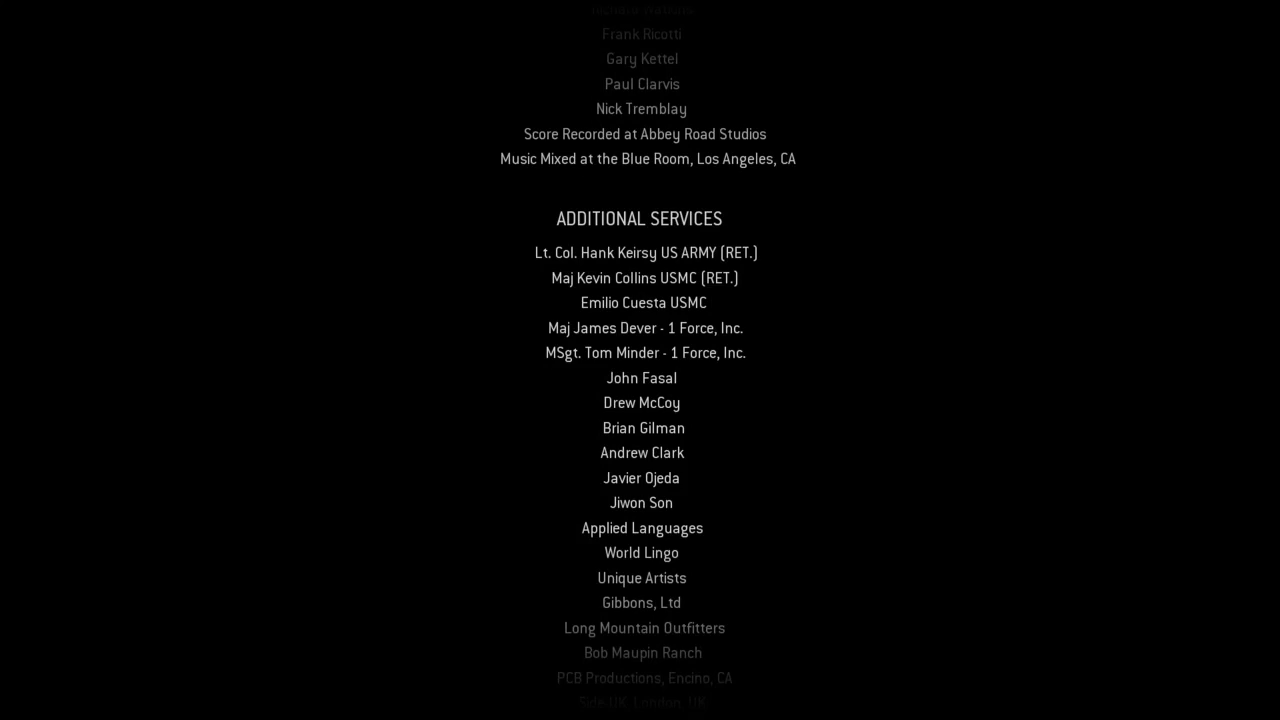 Frank Ricotti
Gary Kettel
Paul Clarvis
Nick Tremblay
Score Recorded at Abbey Road Studios
Music Mixed at the Blue Room, Los Angeles, CA
ADDITIONAL SERVICES
Lt. Col. Hank Keirsy US ARMY (RET.)
Maj Kevin Collins USMC (RET.)
Emilio Cuesta USMC
Maj James Dever - 1 Force, Inc.
MSgt. Tom Minder - 1 Force, Inc.
John Fasal
Drew McCoy
Brian Gilman
Andrew Clark
Javier Ojeda
Jiwon Son
Applied Languages
World Lingo
Unique Artists
Gibbons, Ltd
Long Mountain Outfitters
Bob Maupin Ranch
PCB Productions, Encino, CA
Side UK, London, UK